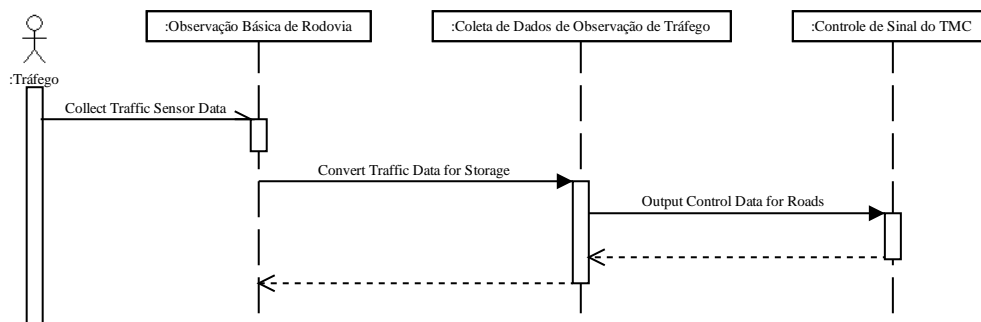 :Observação Básica de Rodovia
:Coleta de Dados de Observação de Tráfego
:Controle de Sinal do TMC
:Tráfego
Collect Traffic Sensor Data
Convert Traffic Data for Storage
Output Control Data for Roads